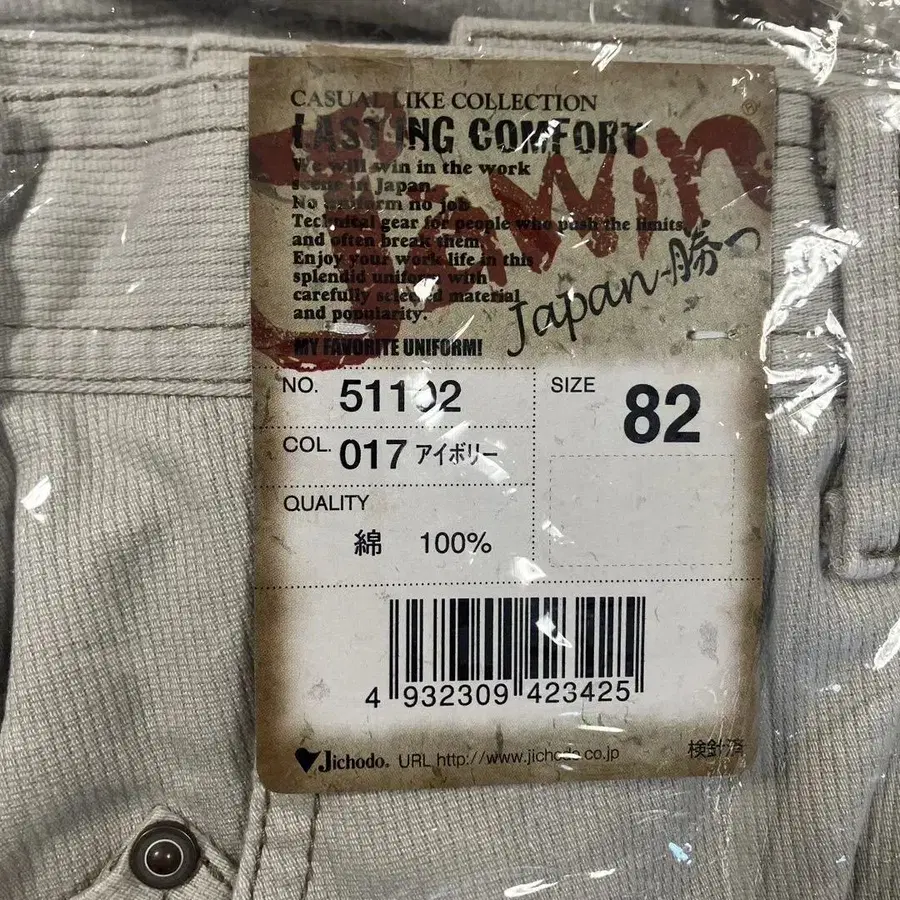 CASUAL LIKE COLLECTION
LASTING COMFORT
We will win in the work
scene in Japan.
No uniform no job
Technical gear for people who push the limits
and often break them
Enjoy your work life in this
splendid uniform with
carefully selected material
and popularity.
MY FAVORITE UNIFORM!
Jawin ®
Japan-勝つ
NO. 51102
COL. 017 アイボリー
QUALITY
綿 100%
SIZE
82
4 932309 423425
Jichodo® URL http://www.jichodo.co.jp
検針済